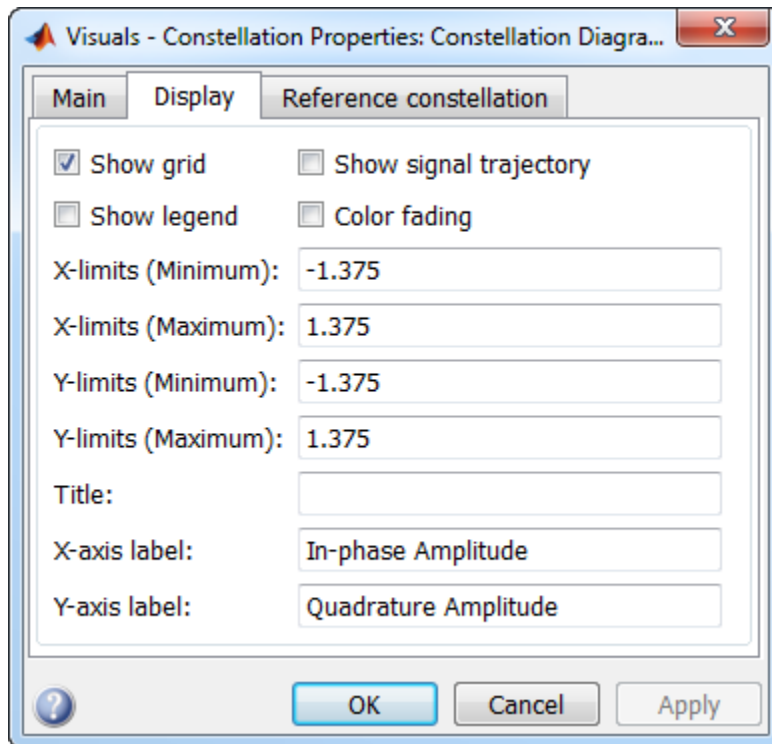 Visuals - Constellation Properties: Constellation Diagra...
Main Display Reference constellation
Show grid Show signal trajectory
Show legend Color fading
X-limits (Minimum): -1.375
X-limits (Maximum): 1.375
Y-limits (Minimum): -1.375
Y-limits (Maximum): 1.375
Title:
X-axis label: In-phase Amplitude
Y-axis label: Quadrature Amplitude
OK Cancel Apply